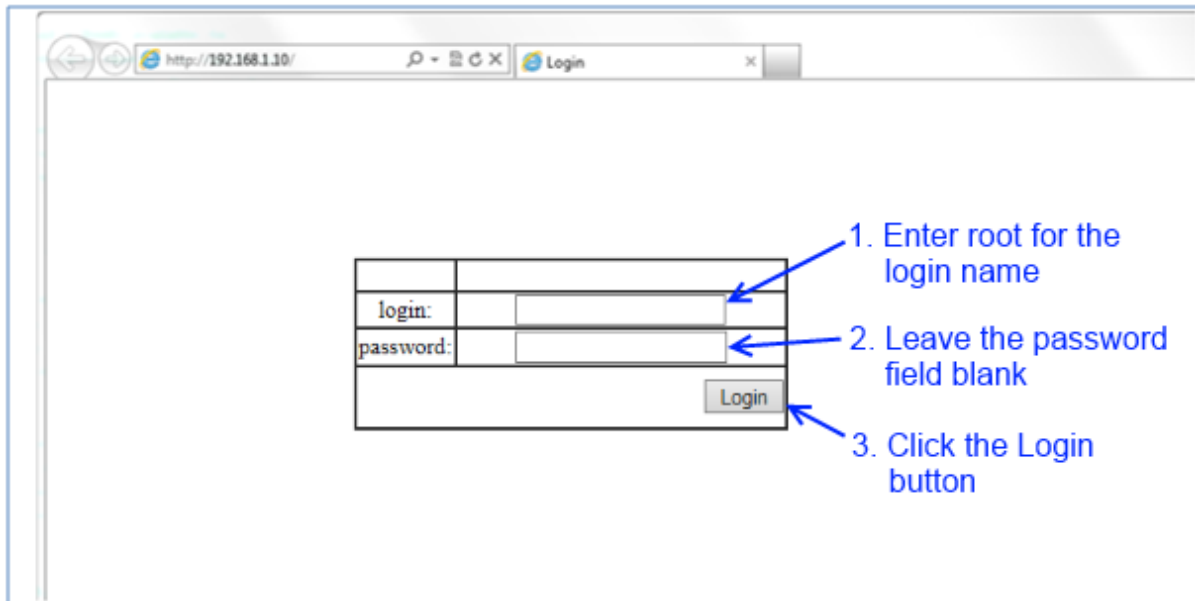 http://192.168.1.10/
Login
1. Enter root for the
login name
login:
password:
2. Leave the password
field blank
Login
3. Click the Login
button